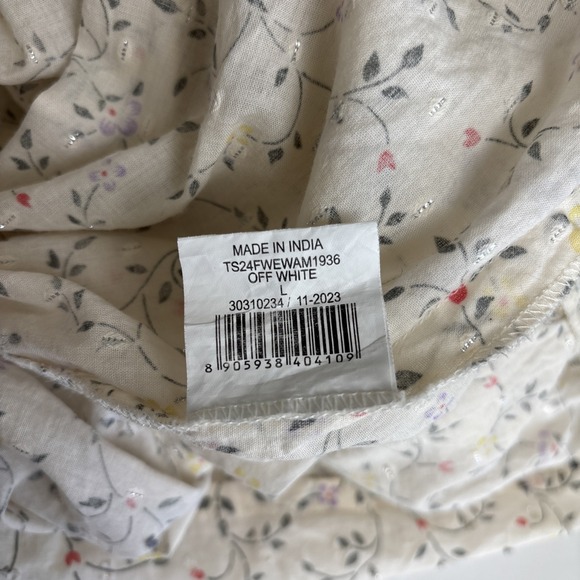 MADE IN INDIA
TS24FWEWAM1936
OFF WHITE
L
30310234 / 11-2023
8 905938 404109